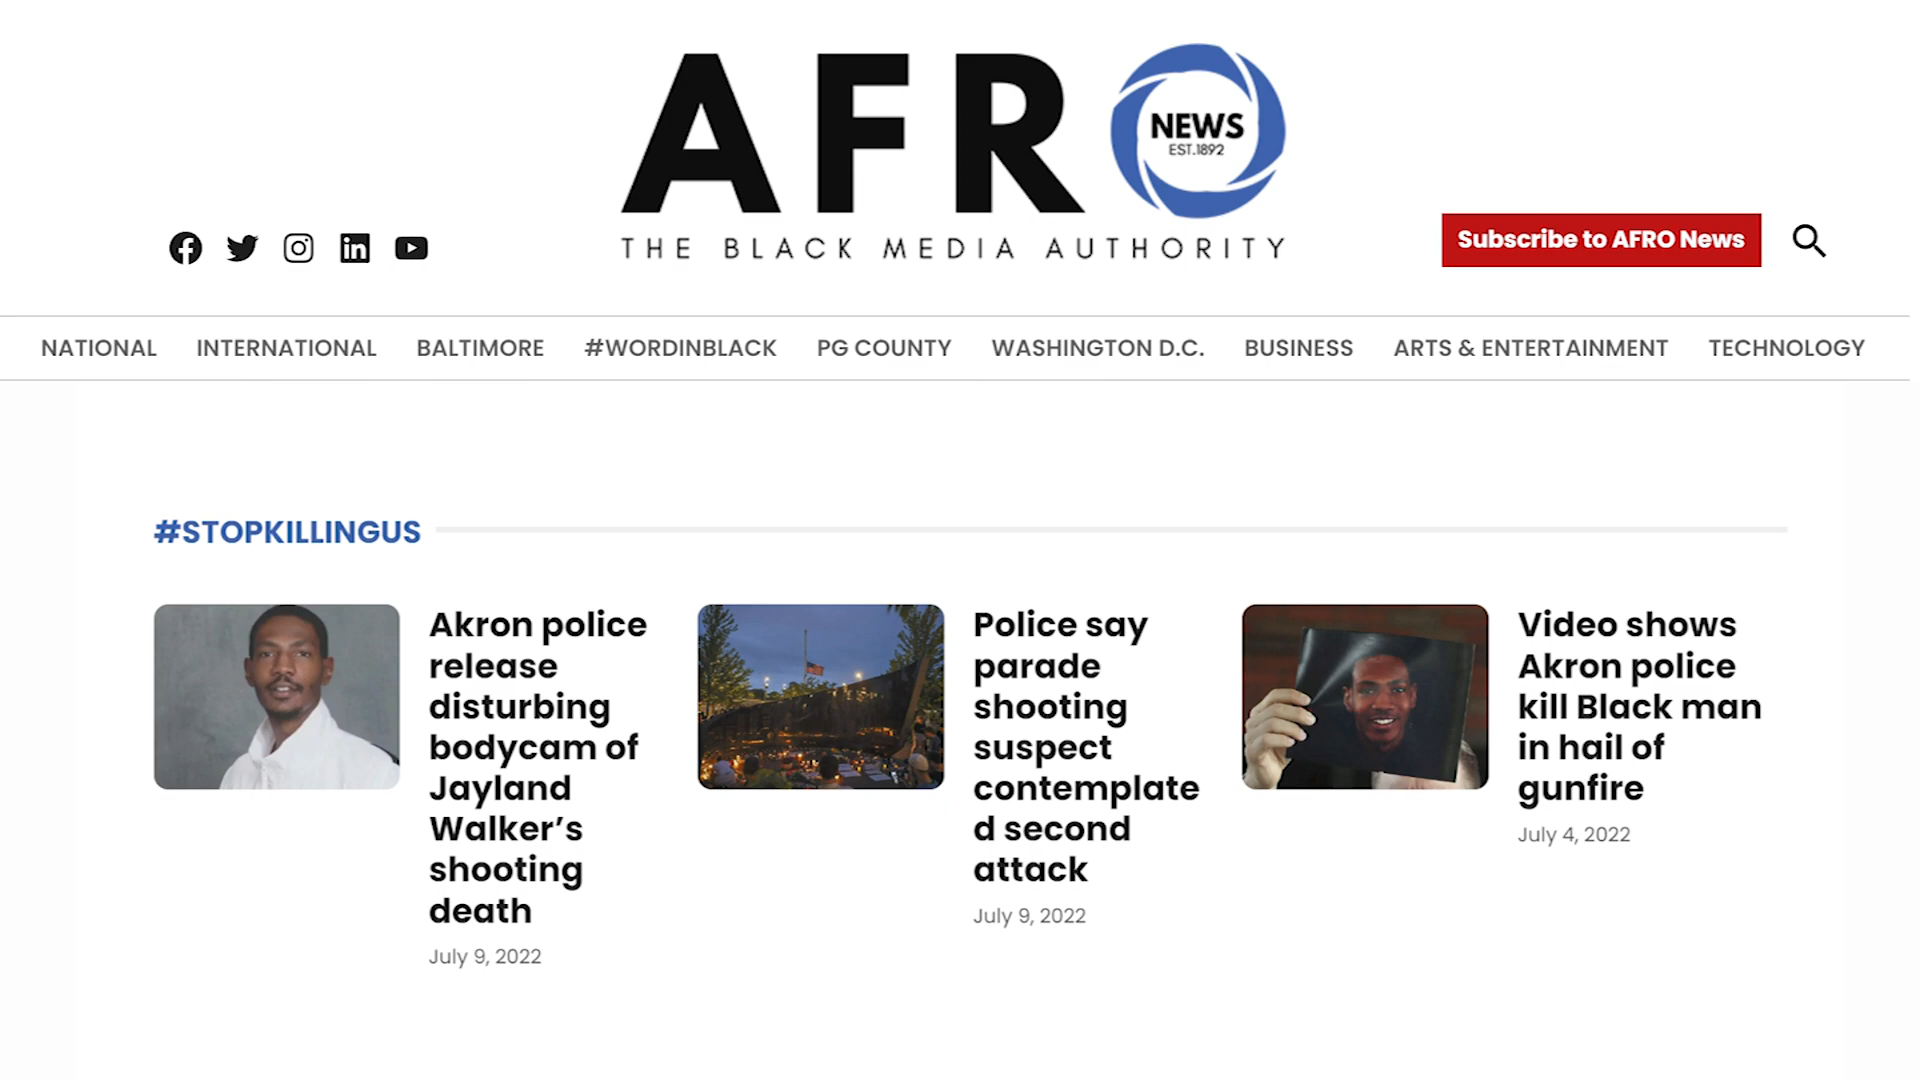 AFRO
NEWS
EST.1892
THE BLACK MEDIA AUTHORITY
Subscribe to AFRO News
NATIONAL INTERNATIONAL BALTIMORE #WORDINBLACK PG COUNTY WASHINGTON D.C. BUSINESS ARTS & ENTERTAINMENT TECHNOLOGY
#STOPKILLINGUS
Akron police
release
disturbing
bodycam of
Jayland
Walker’s
shooting
death
July 9, 2022
Police say
parade
shooting
suspect
contemplate
d second
attack
July 9, 2022
Video shows
Akron police
kill Black man
in hail of
gunfire
July 4, 2022